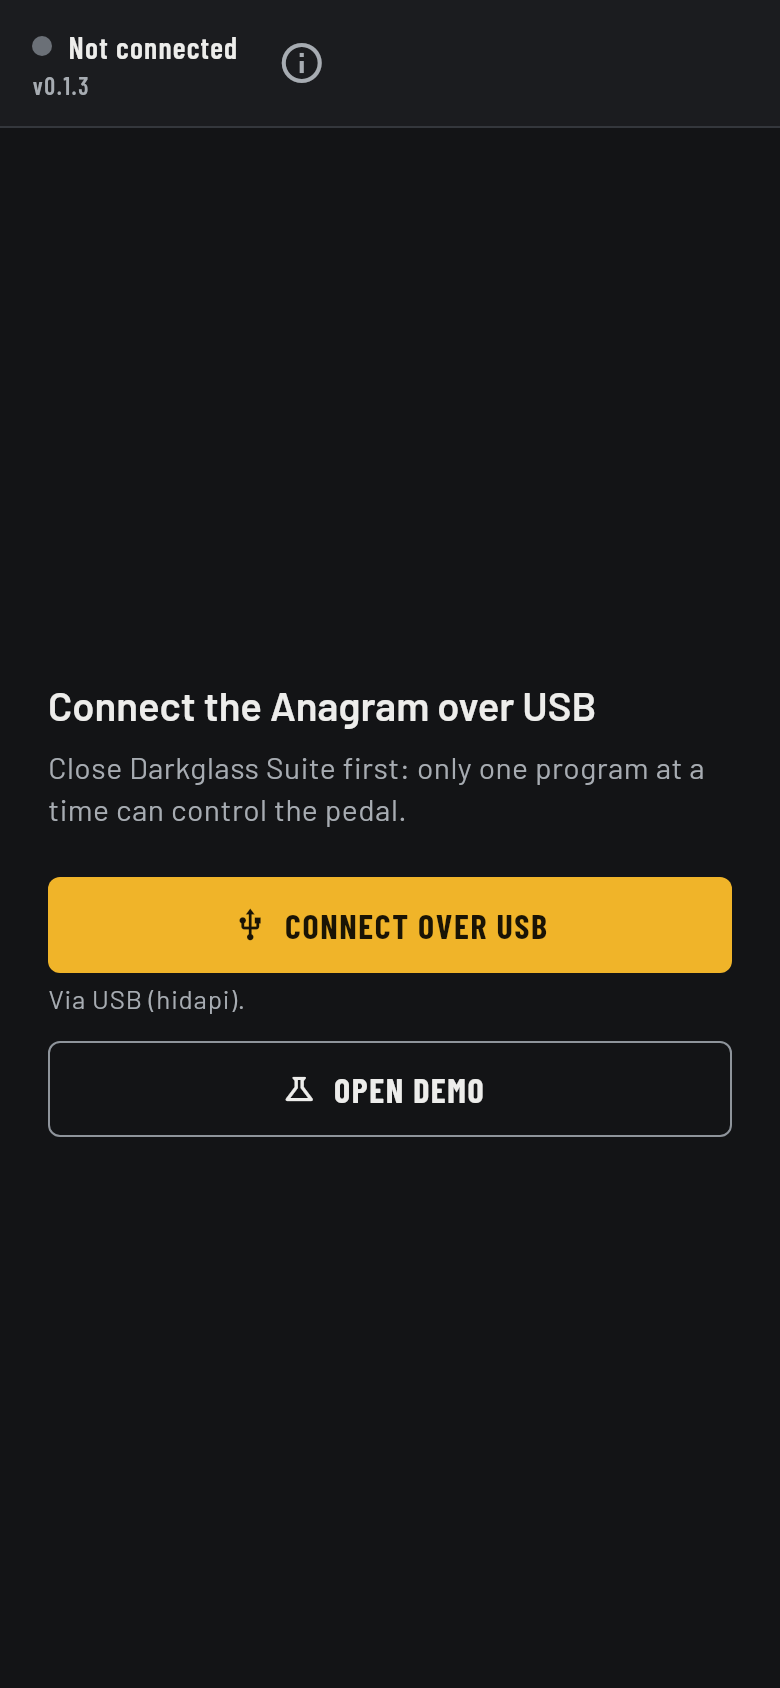 Not connected
v0.1.3
Connect the Anagram over USB
Close Darkglass Suite first: only one program at a
time can control the pedal.
CONNECT OVER USB
Via USB (hidapi).
OPEN DEMO